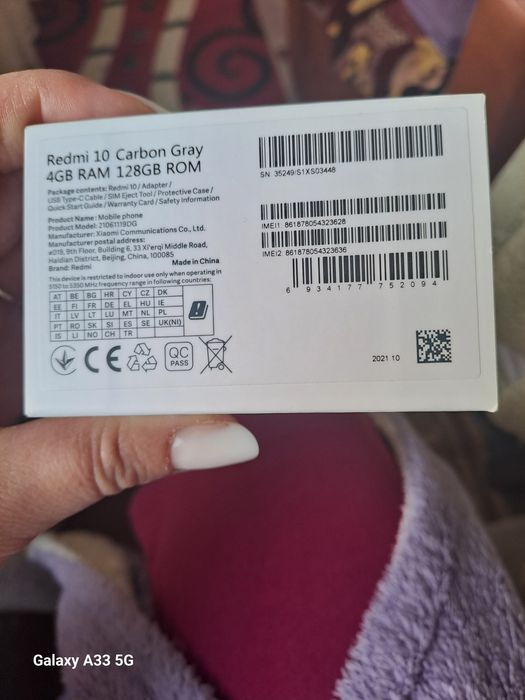 Redmi 10 Carbon Gray
4GB RAM 128GB ROM
Package contents: Redmi 10 / Adapter /
USB Type-C Cable / SIM Eject Tool / Protective Case /
Quick Start Guide / Warranty Card / Safety Information
Product Name : Mobile phone
Product Model: 21061119DG
Manufacturer: Xiaomi Communications Co., Ltd.
Manufacturer postal address:
#019, 9th Floor, Building 6, 33 Xi'erqi Middle Road,
Haidian District, Beijing, China, 100085
Brand: Redmi
Made in China
This device is restricted to indoor use only when operating in
5150 to 5350 MHz frequency range in following countries:
AT BE BG HR CY CZ DK
EE FI FR DE EL HU IE
IT LV LT LU MT NL PL
PT RO SK SI ES SE UK(NI)
IS LI NO CH TR
CE
QC
PASS
SN 35249/S1XS03448
IMEI1 861878054323628
IMEI2 861878054323636
6 934177 752094
2021.10
Galaxy A33 5G